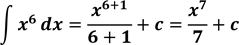 ∫ x⁶ dx = x⁶⁺¹/6 + 1 + c = x⁷/7 + c